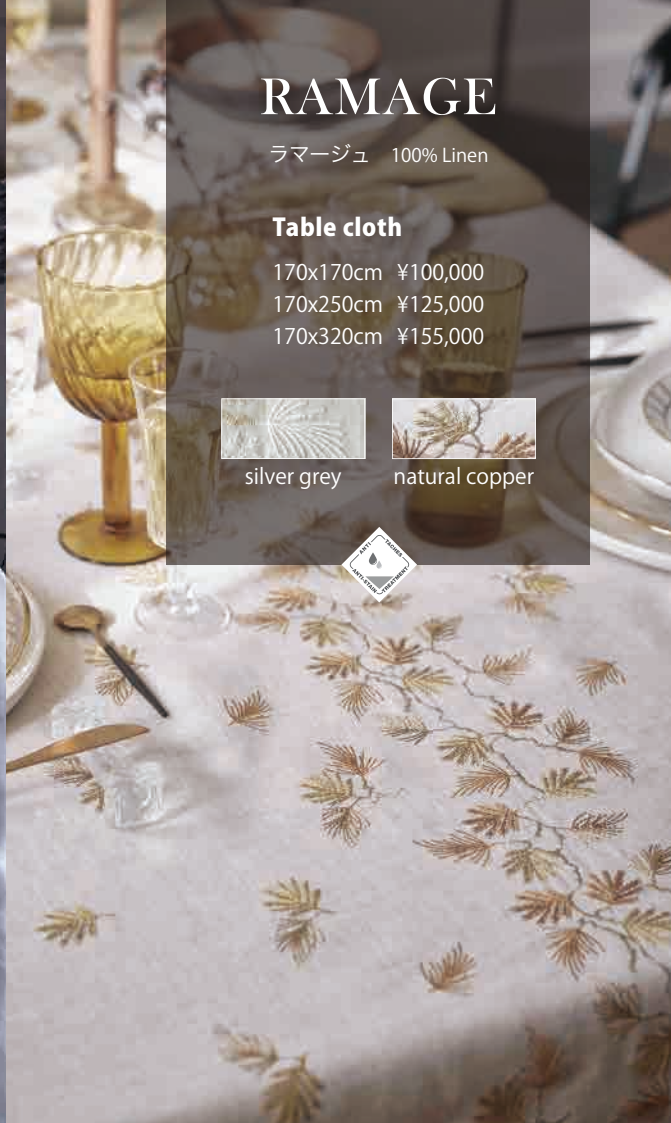 RAMAGE
ラマージュ 100% Linen
Table cloth
170x170cm ¥100,000
170x250cm ¥125,000
170x320cm ¥155,000
silver grey natural copper
ANTI TACHES
ANTI-STAIN TREATMENT